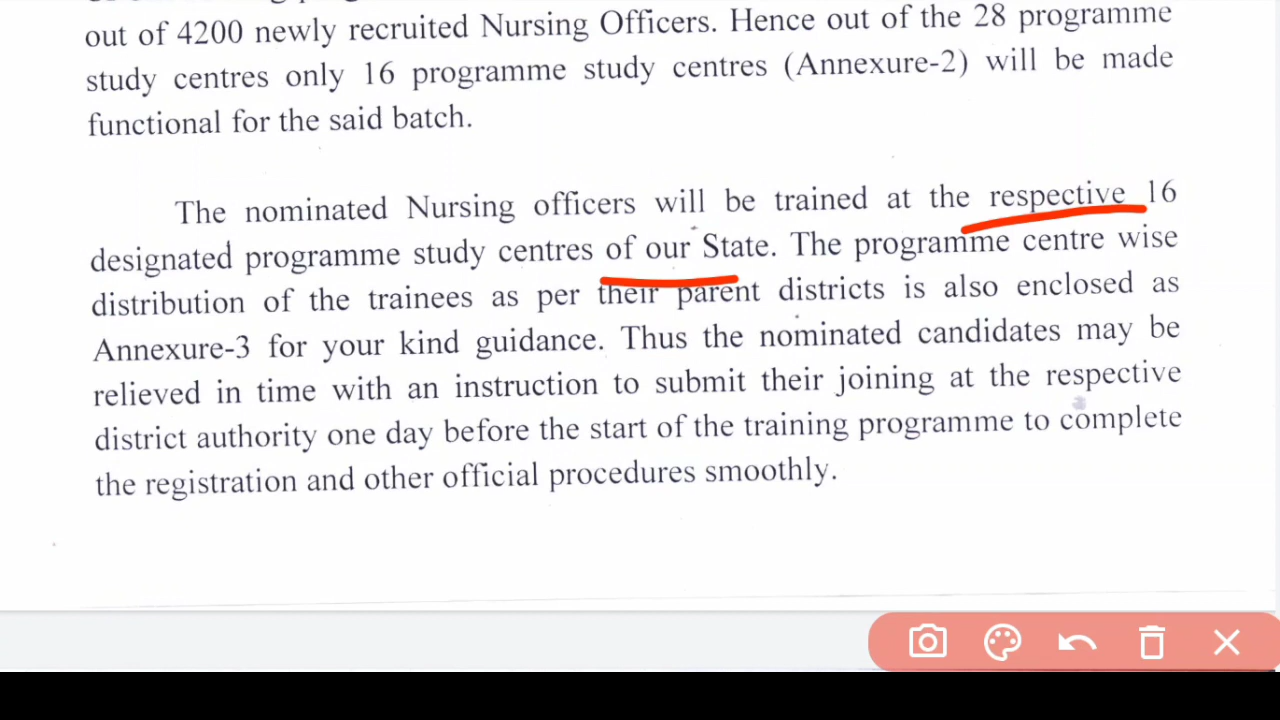 out of 4200 newly recruited Nursing Officers. Hence out of the 28 programme
study centres only 16 programme study centres (Annexure-2) will be made
functional for the said batch.
The nominated Nursing officers will be trained at the respective 16
designated programme study centres of our State. The programme centre wise
distribution of the trainees as per their parent districts is also enclosed as
Annexure-3 for your kind guidance. Thus the nominated candidates may be
relieved in time with an instruction to submit their joining at the respective
district authority one day before the start of the training programme to complete
the registration and other official procedures smoothly.